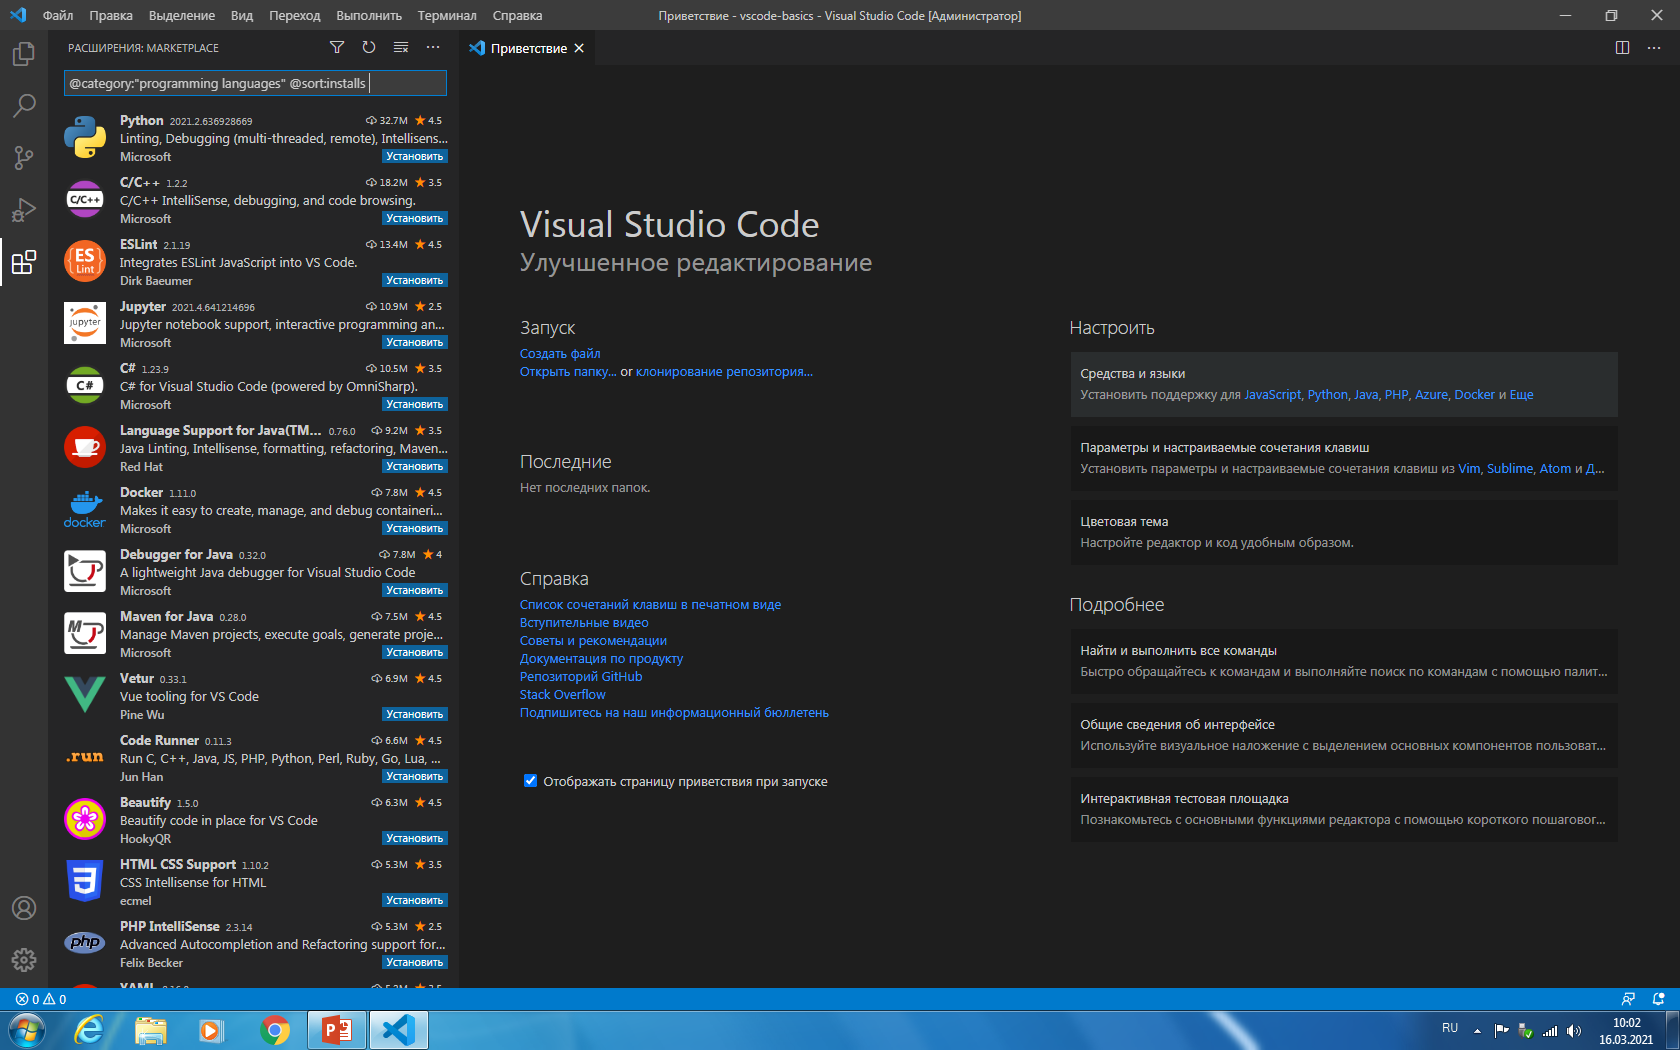 Файл Правка Выделение Вид Переход Выполнить Терминал Справка Приветствие - vscode-basics - Visual Studio Code [Администратор]
РАСШИРЕНИЯ: MARKETPLACE
Приветствие
@category:"programming languages" @sort:installs
Python 2021.2.636928669 32.7M 4.5
Linting, Debugging (multi-threaded, remote), Intellisens...
Microsoft Установить
C/C++
C/C++ 1.2.2 18.2M 3.5
C/C++ IntelliSense, debugging, and code browsing.
Microsoft Установить
ES Lint
ESLint 2.1.19 13.4M 4.5
Integrates ESLint JavaScript into VS Code.
Dirk Baeumer Установить
jupyter
Jupyter 2021.4.641214696 10.9M 2.5
Jupyter notebook support, interactive programming an...
Microsoft Установить
C#
C# 1.23.9 10.5M 3.5
C# for Visual Studio Code (powered by OmniSharp).
Microsoft Установить
Language Support for Java(TM... 0.76.0 9.2M 3.5
Java Linting, Intellisense, formatting, refactoring, Maven...
Red Hat Установить
docker
Docker 1.11.0 7.8M 4.5
Makes it easy to create, manage, and debug containeri...
Microsoft Установить
Debugger for Java 0.32.0 7.8M 4
A lightweight Java debugger for Visual Studio Code
Microsoft Установить
M
Maven for Java 0.28.0 7.5M 4.5
Manage Maven projects, execute goals, generate proje...
Microsoft Установить
Vetur 0.33.1 6.9M 4.5
Vue tooling for VS Code
Pine Wu Установить
.run
Code Runner 0.11.3 6.6M 4.5
Run C, C++, Java, JS, PHP, Python, Perl, Ruby, Go, Lua, ...
Jun Han Установить
Beautify 1.5.0 6.3M 4.5
Beautify code in place for VS Code
HookyQR Установить
3
HTML CSS Support 1.10.2 5.3M 3.5
CSS Intellisense for HTML
ecmel Установить
php
PHP IntelliSense 2.3.14 5.3M 2.5
Advanced Autocompletion and Refactoring support for...
Felix Becker Установить
YAML
Visual Studio Code
Улучшенное редактирование
Запуск
Создать файл
Открыть папку... or клонирование репозитория...
Последние
Нет последних папок.
Справка
Список сочетаний клавиш в печатном виде
Вступительные видео
Советы и рекомендации
Документация по продукту
Репозиторий GitHub
Stack Overflow
Подпишитесь на наш информационный бюллетень
Отображать страницу приветствия при запуске
Настроить
Средства и языки
Установить поддержку для JavaScript, Python, Java, PHP, Azure, Docker и Еще
Параметры и настраиваемые сочетания клавиш
Установить параметры и настраиваемые сочетания клавиш из Vim, Sublime, Atom и Д...
Цветовая тема
Настройте редактор и код удобным образом.
Подробнее
Найти и выполнить все команды
Быстро обращайтесь к командам и выполняйте поиск по командам с помощью палит...
Общие сведения об интерфейсе
Используйте визуальное наложение с выделением основных компонентов пользоват...
Интерактивная тестовая площадка
Познакомьтесь с основными функциями редактора с помощью короткого пошаговог...
0 0
RU
10:02
16.03.2021